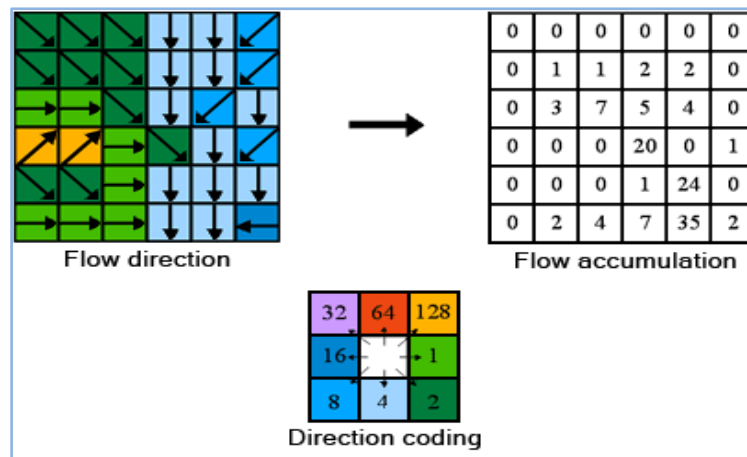 0 0 0 0 0 0
0 1 1 2 2 0
0 3 7 5 4 0
0 0 0 20 0 1
0 0 0 1 24 0
0 2 4 7 35 2
Flow direction
Flow accumulation
32 64 128
16 1
8 4 2
Direction coding